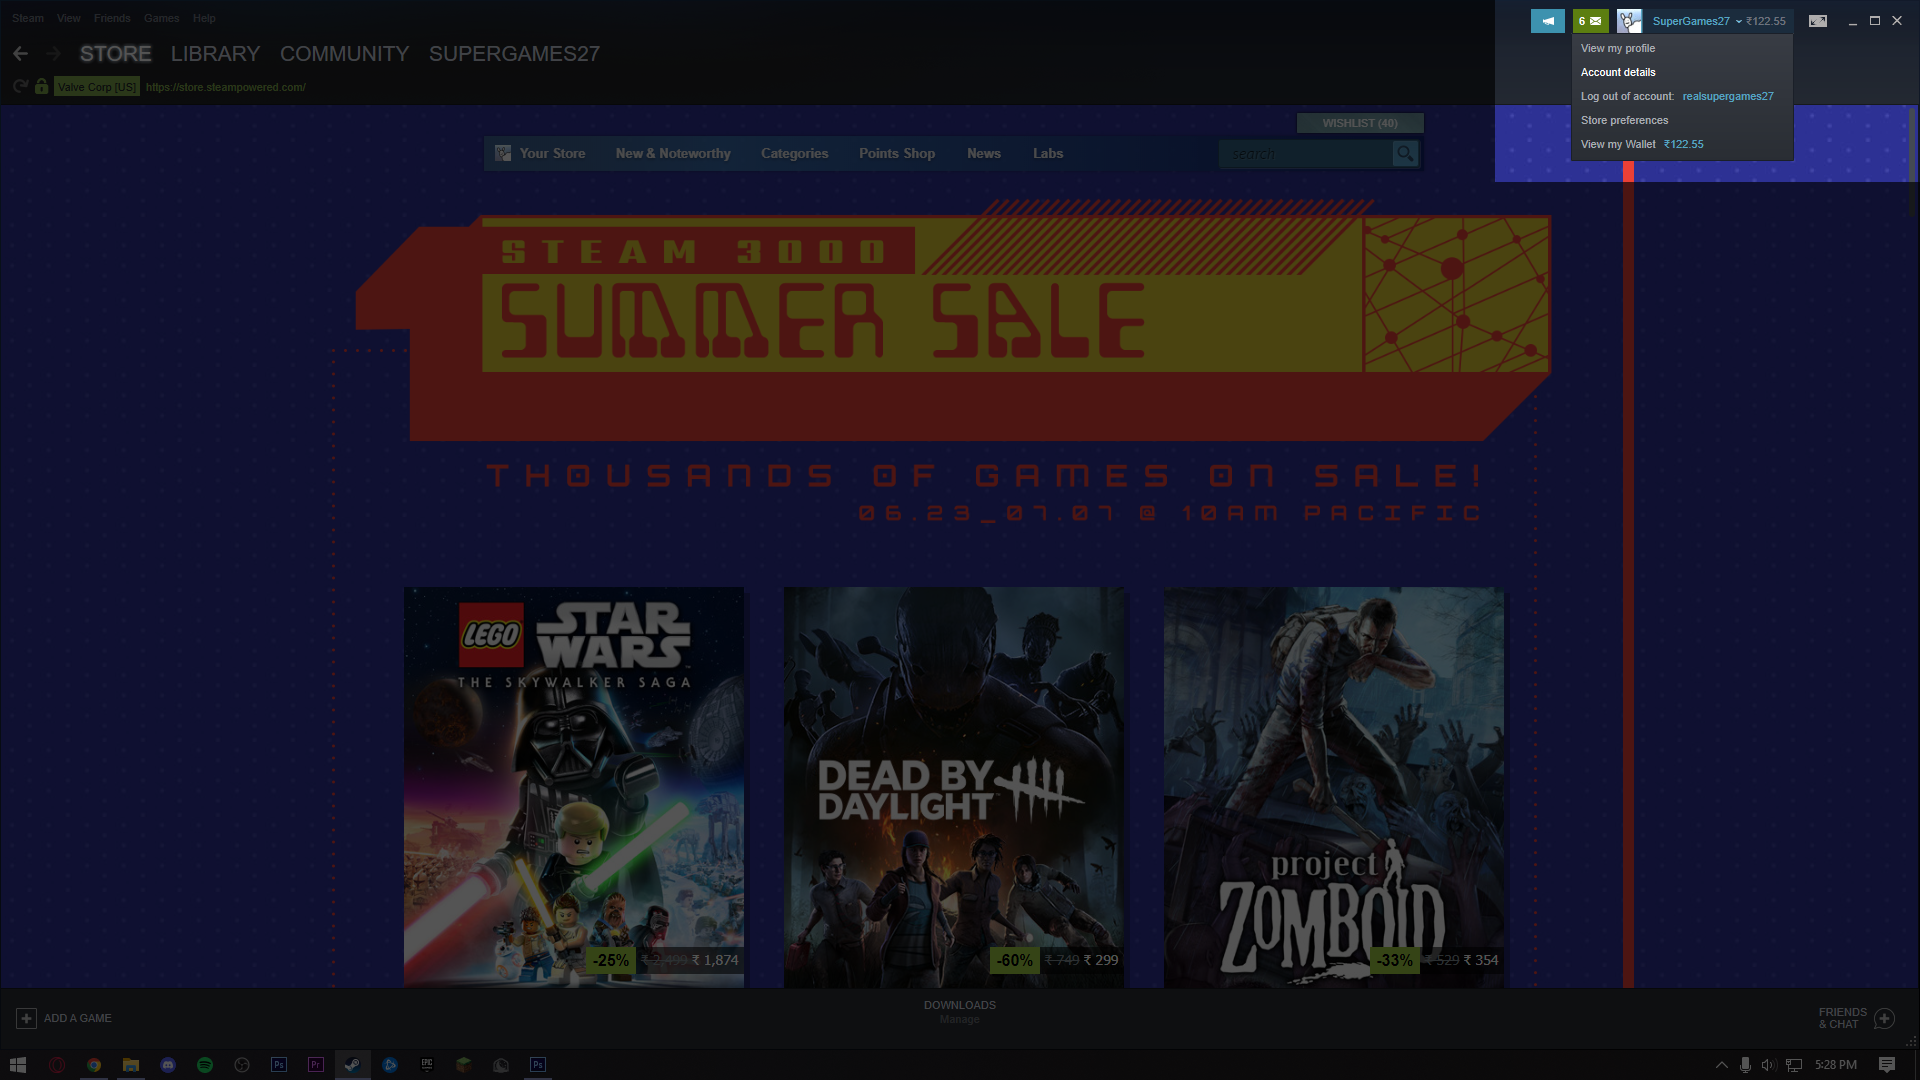 Steam View Friends Games Help
6 SuperGames27 ₹122.55
STORE LIBRARY COMMUNITY SUPERGAMES27
View my profile
Account details
Log out of account: realsupergames27
Store preferences
View my Wallet ₹122.55
Valve Corp [US] https://store.steampowered.com/
WISHLIST (40)
Your Store New & Noteworthy Categories Points Shop News Labs search
STEAM 3000
SUMMER SALE
THOUSANDS OF GAMES ON SALE!
06.23_07.07 @ 10AM PACIFIC
LEGO STAR WARS
THE SKYWALKER SAGA
-25% ₹ 2,499 ₹ 1,874
DEAD BY
DAYLIGHT
-60% ₹ 749 ₹ 299
project
ZOMBOID
-33% ₹ 529 ₹ 354
ADD A GAME
DOWNLOADS
Manage
FRIENDS
& CHAT
Ps Pr EPIC Ps
5:28 PM